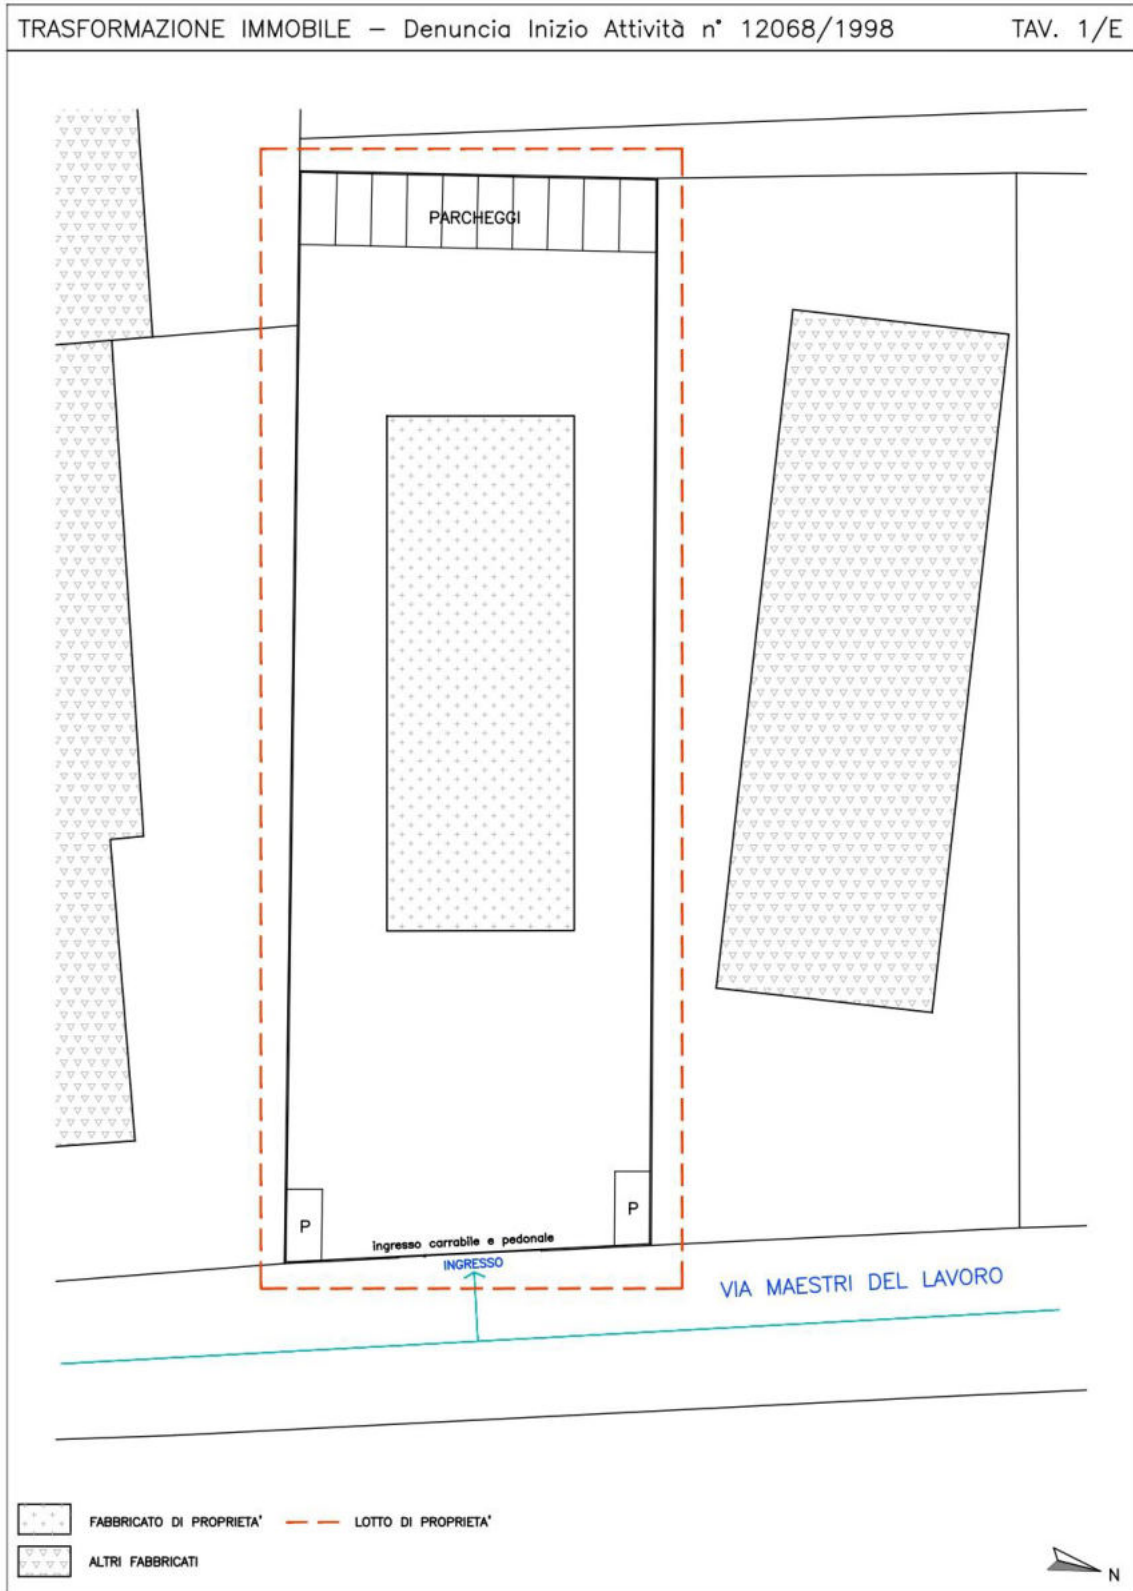 TRASFORMAZIONE IMMOBILE – Denuncia Inizio Attività n° 12068/1998 TAV. 1/E
PARCHEGGI
P
P
ingresso carrabile e pedonale
INGRESSO
VIA MAESTRI DEL LAVORO
FABBRICATO DI PROPRIETA' LOTTO DI PROPRIETA'
ALTRI FABBRICATI
N